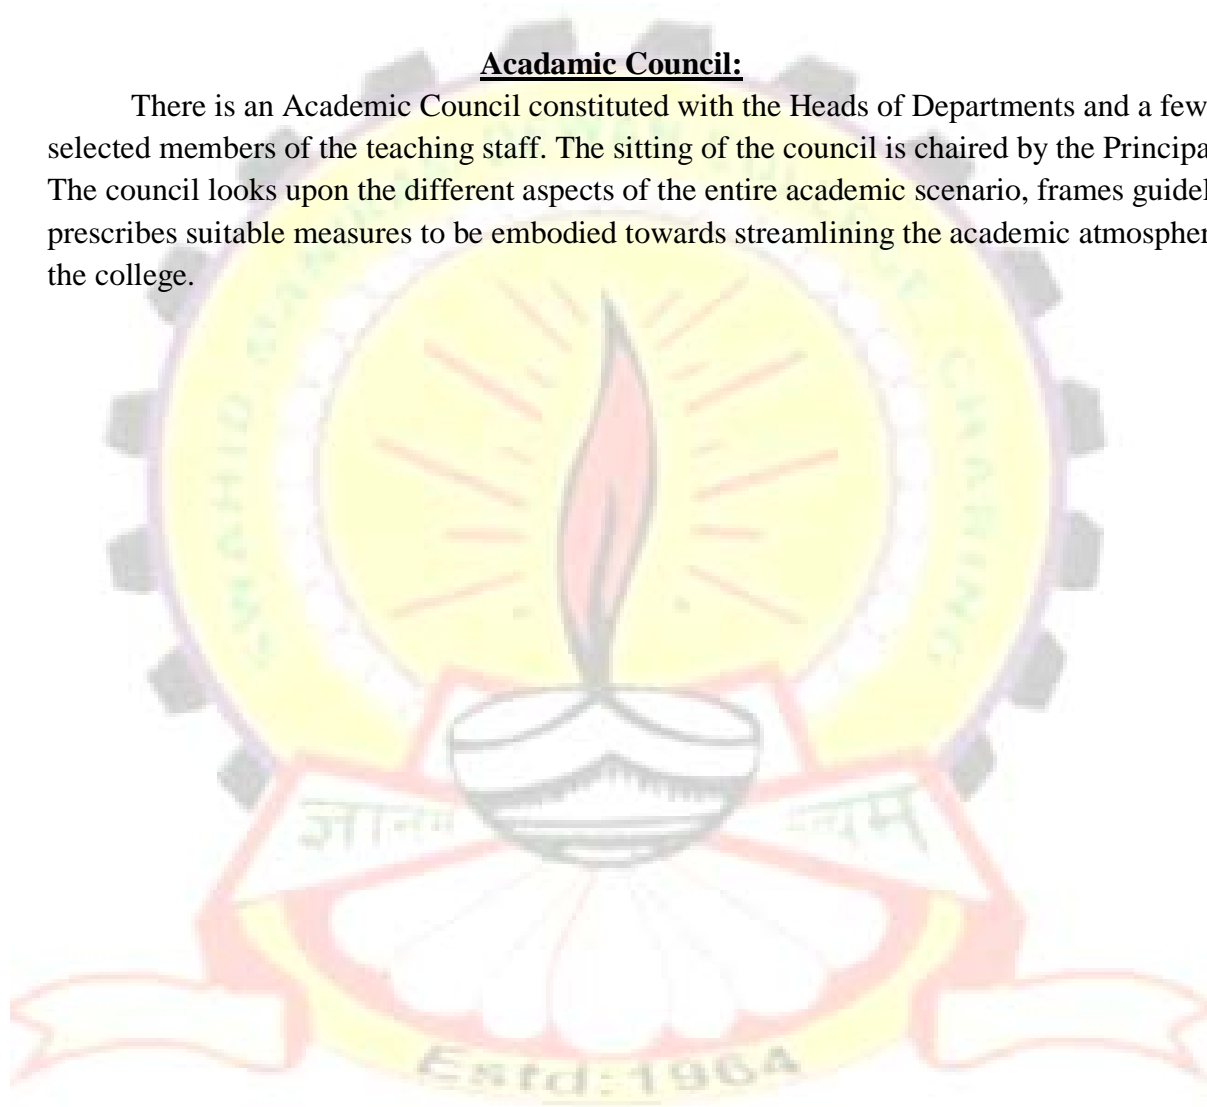 Acadamic Council:
There is an Academic Council constituted with the Heads of Departments and a few
selected members of the teaching staff. The sitting of the council is chaired by the Principa
The council looks upon the different aspects of the entire academic scenario, frames guidel
prescribes suitable measures to be embodied towards streamlining the academic atmospher
the college.
SWAHID CHARING
ज्ञानम
Estd:1964